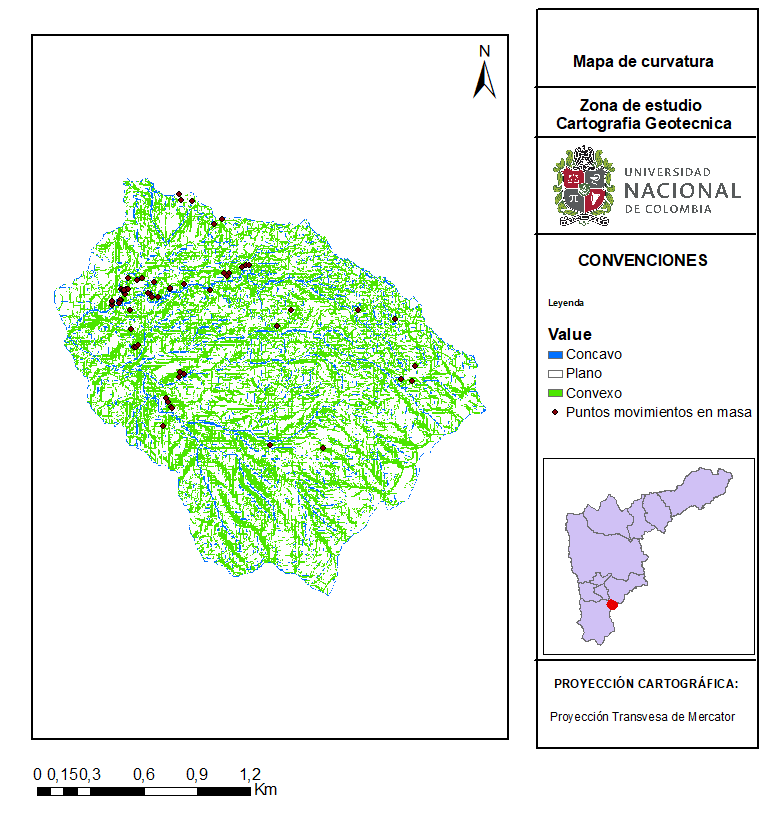 N
Mapa de curvatura
Zona de estudio
Cartografia Geotecnica
UNIVERSIDAD
NACIONAL
DE COLOMBIA
CONVENCIONES
Leyenda
Value
Concavo
Plano
Convexo
Puntos movimientos en masa
PROYECCIÓN CARTOGRÁFICA:
Proyección Transvesa de Mercator
0 0,150,3 0,6 0,9 1,2
Km